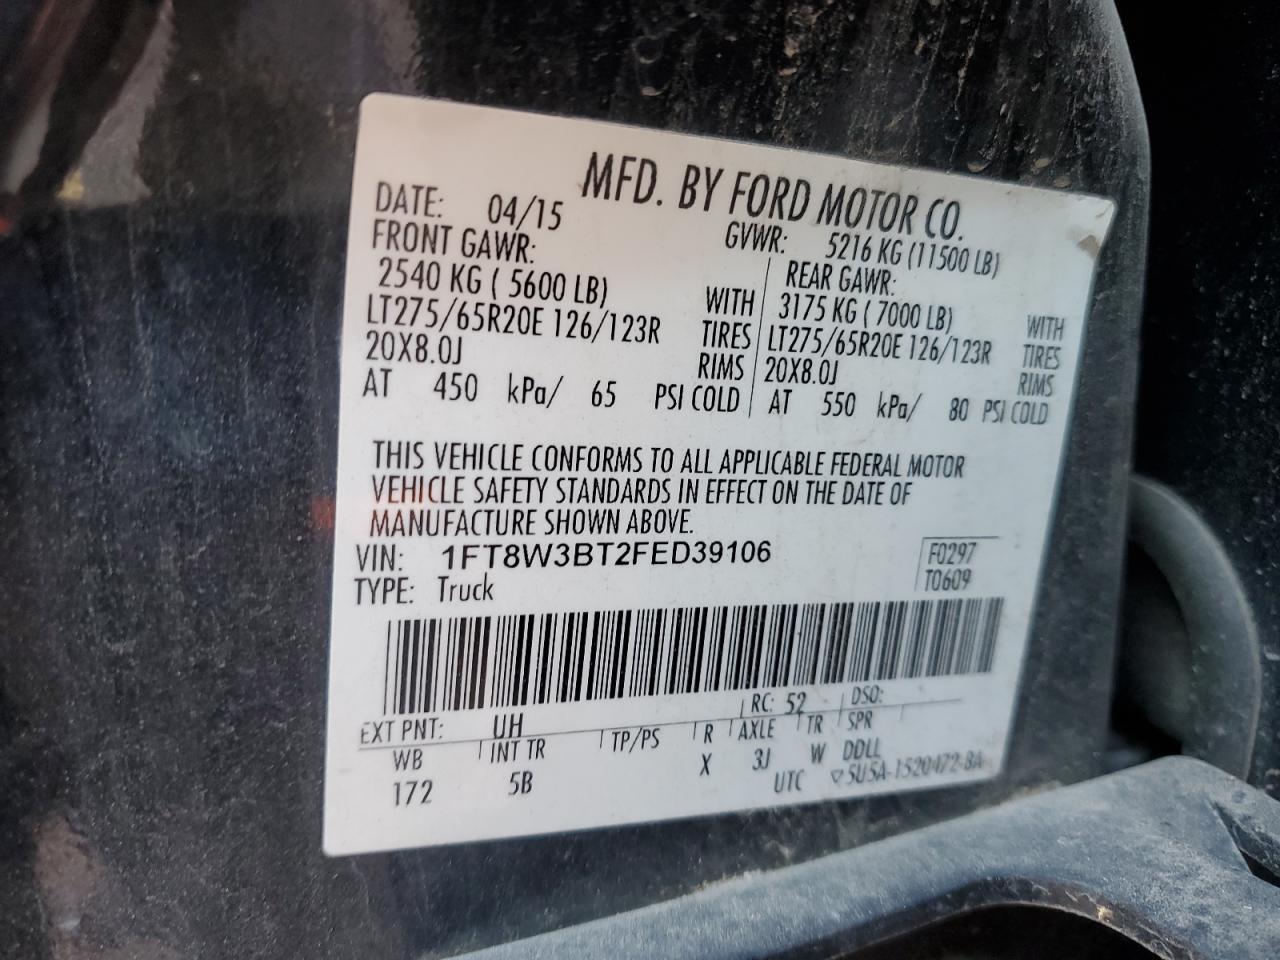 MFD. BY FORD MOTOR CO.
DATE: 04/15 GVWR: 5216 KG (11500 LB)
FRONT GAWR: REAR GAWR:
2540 KG ( 5600 LB) WITH 3175 KG ( 7000 LB) WITH
LT275/65R20E 126/123R TIRES LT275/65R20E 126/123R TIRES
20X8.0J RIMS 20X8.0J RIMS
AT 450 kPa/ 65 PSI COLD AT 550 kPa/ 80 PSI COLD
THIS VEHICLE CONFORMS TO ALL APPLICABLE FEDERAL MOTOR
VEHICLE SAFETY STANDARDS IN EFFECT ON THE DATE OF
MANUFACTURE SHOWN ABOVE.
VIN: 1FT8W3BT2FED39106 F0297
TYPE: Truck T0609
EXT PNT: UH RC: 52 DSO:
WB INT TR TP/PS R AXLE TR SPR
172 5B X 3J W DDLL
UTC ▽5U5A-1520472-BA